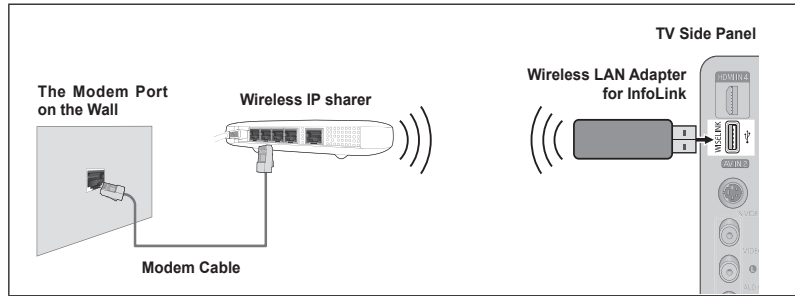 TV Side Panel
The Modem Port
on the Wall
Wireless IP sharer
Wireless LAN Adapter
for InfoLink
HDMI IN 4
WISELINK
AV IN 2
VIDEO
Modem Cable